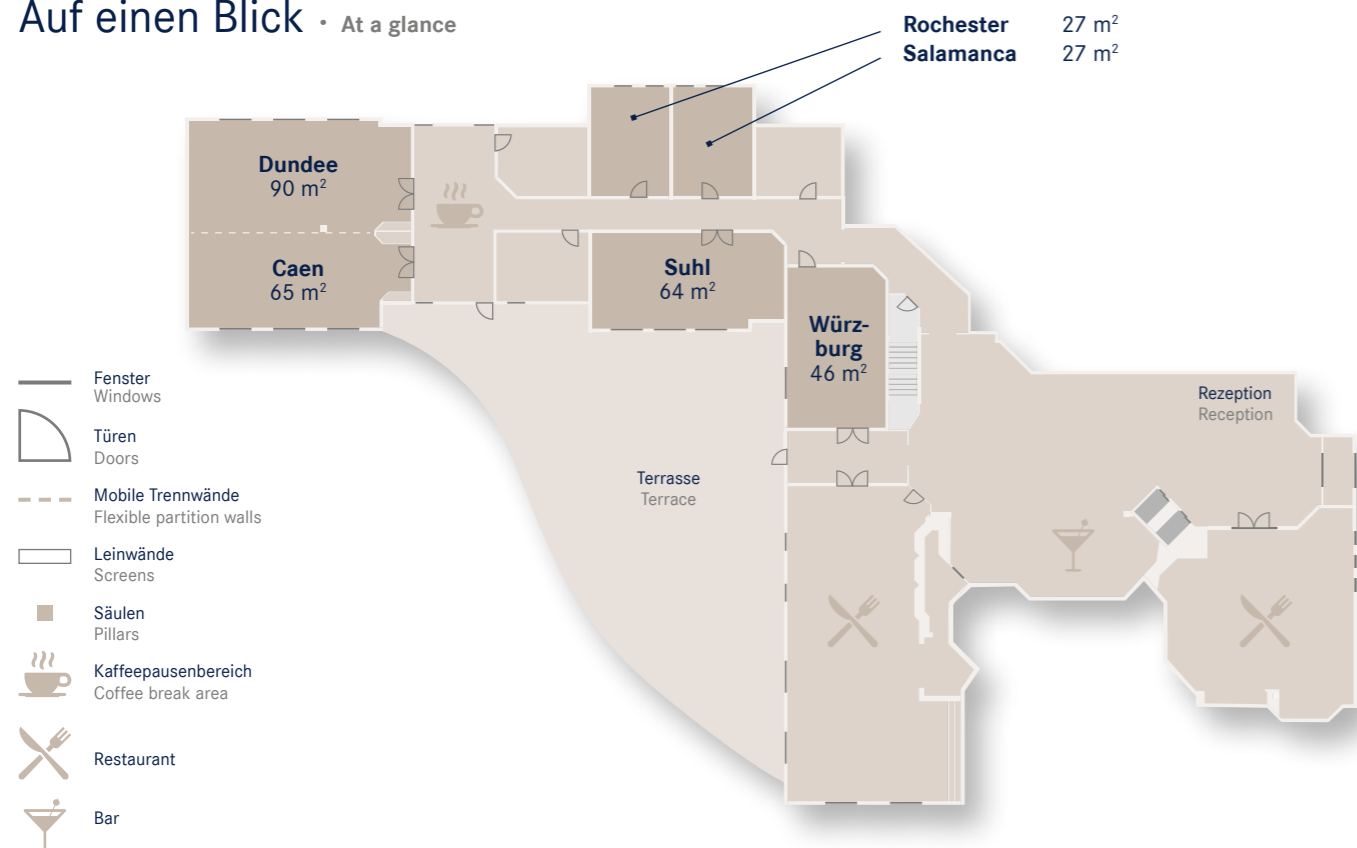 Auf einen Blick · At a glance
Rochester 27 m²
Salamanca 27 m²
Dundee
90 m²
Caen
65 m²
Suhl
64 m²
Würz-
burg
46 m²
Rezeption
Reception
Terrasse
Terrace
Fenster
Windows
Türen
Doors
Mobile Trennwände
Flexible partition walls
Leinwände
Screens
Säulen
Pillars
Kaffeepausenbereich
Coffee break area
Restaurant
Bar